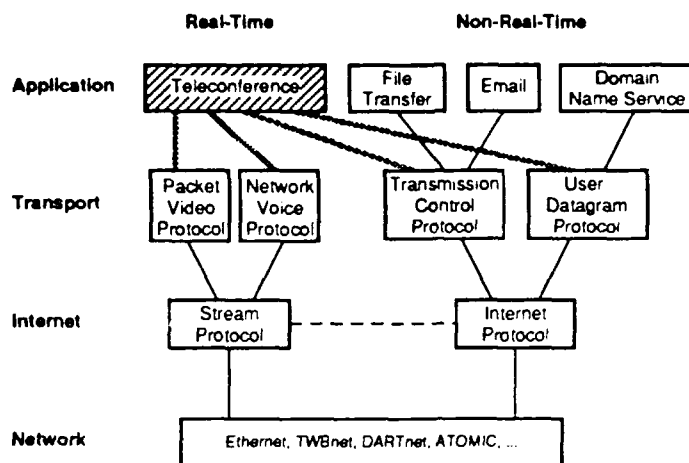 Real-Time
Non-Real-Time
Application
Teleconference
File
Transfer
Email
Domain
Name Service
Transport
Packet
Video
Protocol
Network
Voice
Protocol
Transmission
Control
Protocol
User
Datagram
Protocol
Internet
Stream
Protocol
Internet
Protocol
Network
Ethernet, TWBnet, DARTnet, ATOMIC, ...